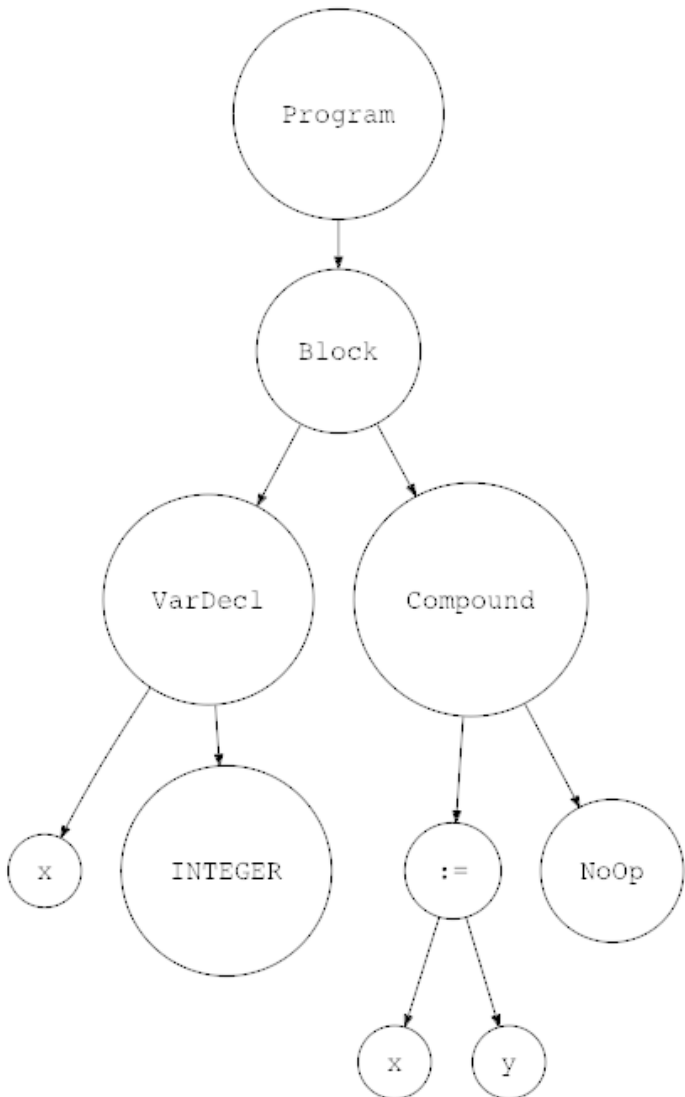 Program
Block
VarDecl
Compound
x
INTEGER
:=
NoOp
x
y